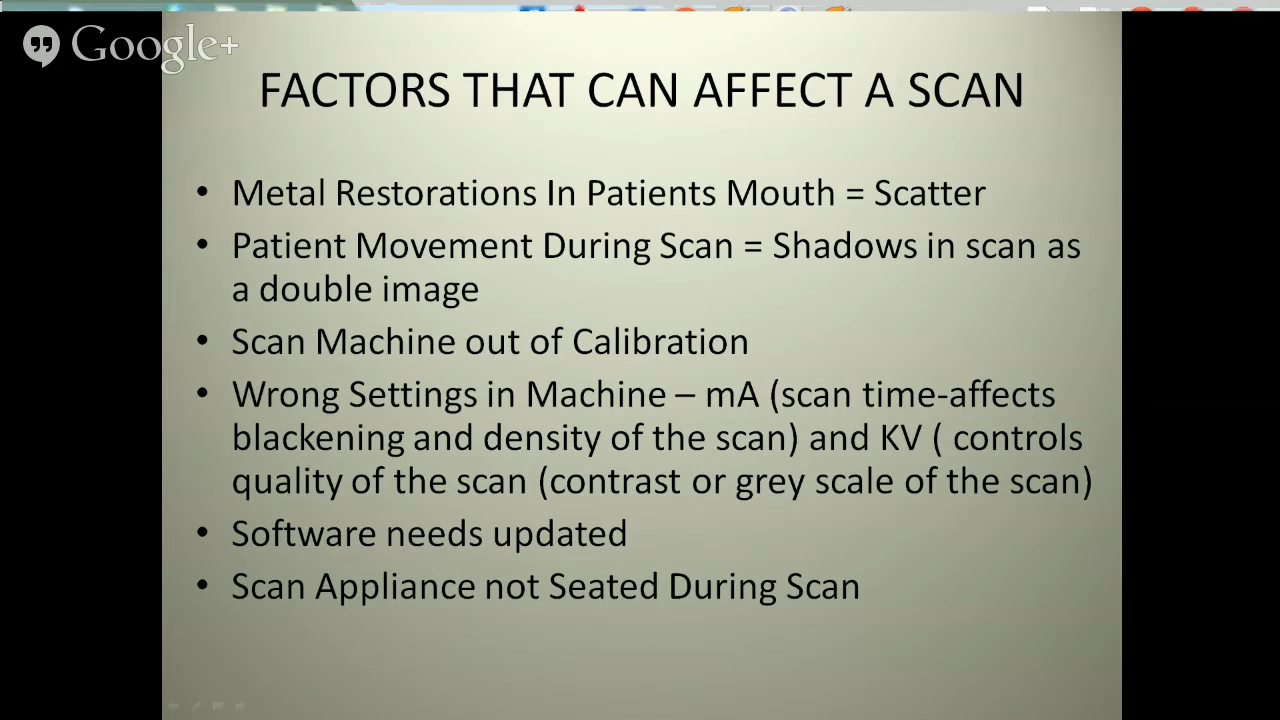 Google+
FACTORS THAT CAN AFFECT A SCAN
• Metal Restorations In Patients Mouth = Scatter
• Patient Movement During Scan = Shadows in scan as
a double image
• Scan Machine out of Calibration
• Wrong Settings in Machine – mA (scan time-affects
blackening and density of the scan) and KV ( controls
quality of the scan (contrast or grey scale of the scan)
• Software needs updated
• Scan Appliance not Seated During Scan